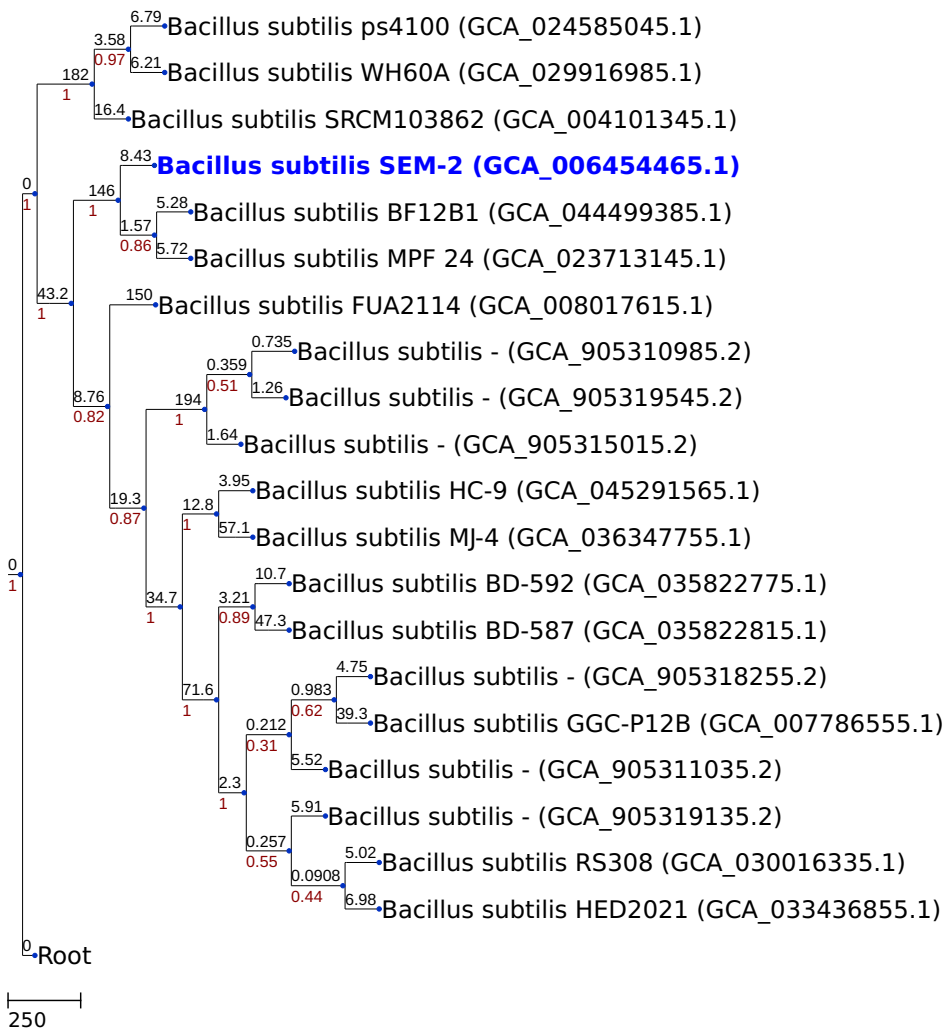 6.79
Bacillus subtilis ps4100 (GCA_024585045.1)
3.58
0.97
6.21
Bacillus subtilis WH60A (GCA_029916985.1)
182
1
16.4
Bacillus subtilis SRCM103862 (GCA_004101345.1)
8.43
Bacillus subtilis SEM-2 (GCA_006454465.1)
0
1
146
1
5.28
Bacillus subtilis BF12B1 (GCA_044499385.1)
1.57
0.86
5.72
Bacillus subtilis MPF 24 (GCA_023713145.1)
43.2
1
150
Bacillus subtilis FUA2114 (GCA_008017615.1)
0.735
Bacillus subtilis - (GCA_905310985.2)
0.359
0.51
1.26
Bacillus subtilis - (GCA_905319545.2)
8.76
0.82
194
1
1.64
Bacillus subtilis - (GCA_905315015.2)
3.95
Bacillus subtilis HC-9 (GCA_045291565.1)
19.3
0.87
12.8
1
57.1
Bacillus subtilis MJ-4 (GCA_036347755.1)
0
1
10.7
Bacillus subtilis BD-592 (GCA_035822775.1)
34.7
1
3.21
0.89
47.3
Bacillus subtilis BD-587 (GCA_035822815.1)
4.75
Bacillus subtilis - (GCA_905318255.2)
71.6
1
0.983
0.62
39.3
Bacillus subtilis GGC-P12B (GCA_007786555.1)
0.212
0.31
5.52
Bacillus subtilis - (GCA_905311035.2)
2.3
1
5.91
Bacillus subtilis - (GCA_905319135.2)
0.257
0.55
5.02
Bacillus subtilis RS308 (GCA_030016335.1)
0.0908
0.44
6.98
Bacillus subtilis HED2021 (GCA_033436855.1)
0
Root
250